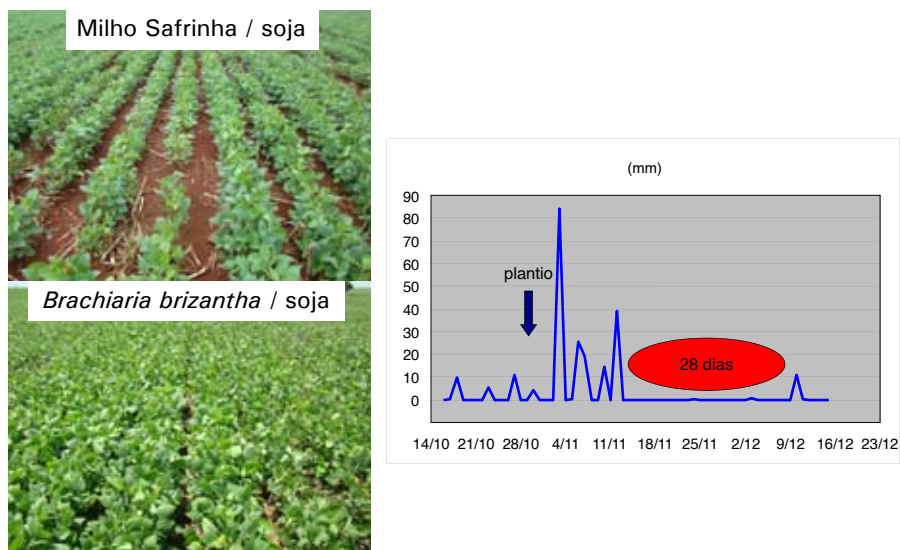 Milho Safrinha / soja
Brachiaria brizantha / soja
(mm)
90
80
70
60
50
40
30
20
10
0
plantio
28 dias
14/10 21/10 28/10 4/11 11/11 18/11 25/11 2/12 9/12 16/12 23/12